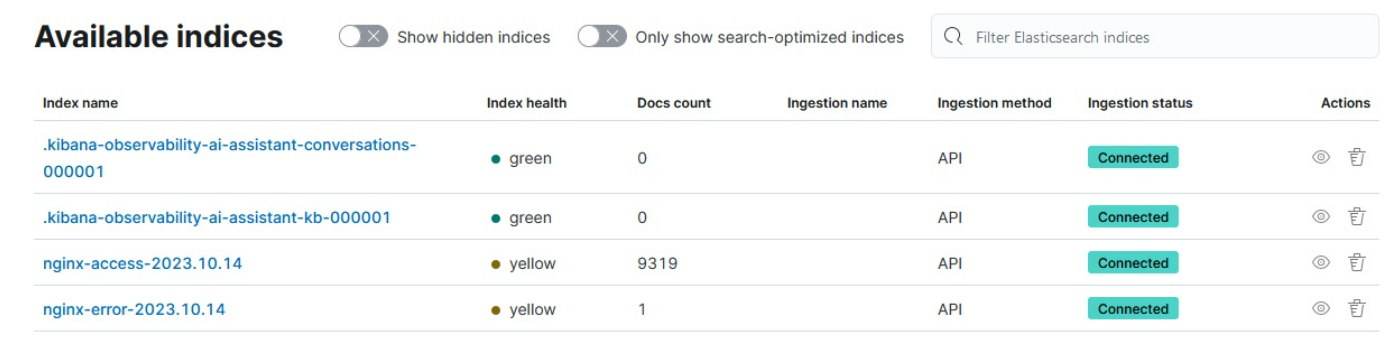 Available indices Show hidden indices Only show search-optimized indices Filter Elasticsearch indices
Index name Index health Docs count Ingestion name Ingestion method Ingestion status Actions
.kibana-observability-ai-assistant-conversations-
000001 green 0 API Connected
.kibana-observability-ai-assistant-kb-000001 green 0 API Connected
nginx-access-2023.10.14 yellow 9319 API Connected
nginx-error-2023.10.14 yellow 1 API Connected